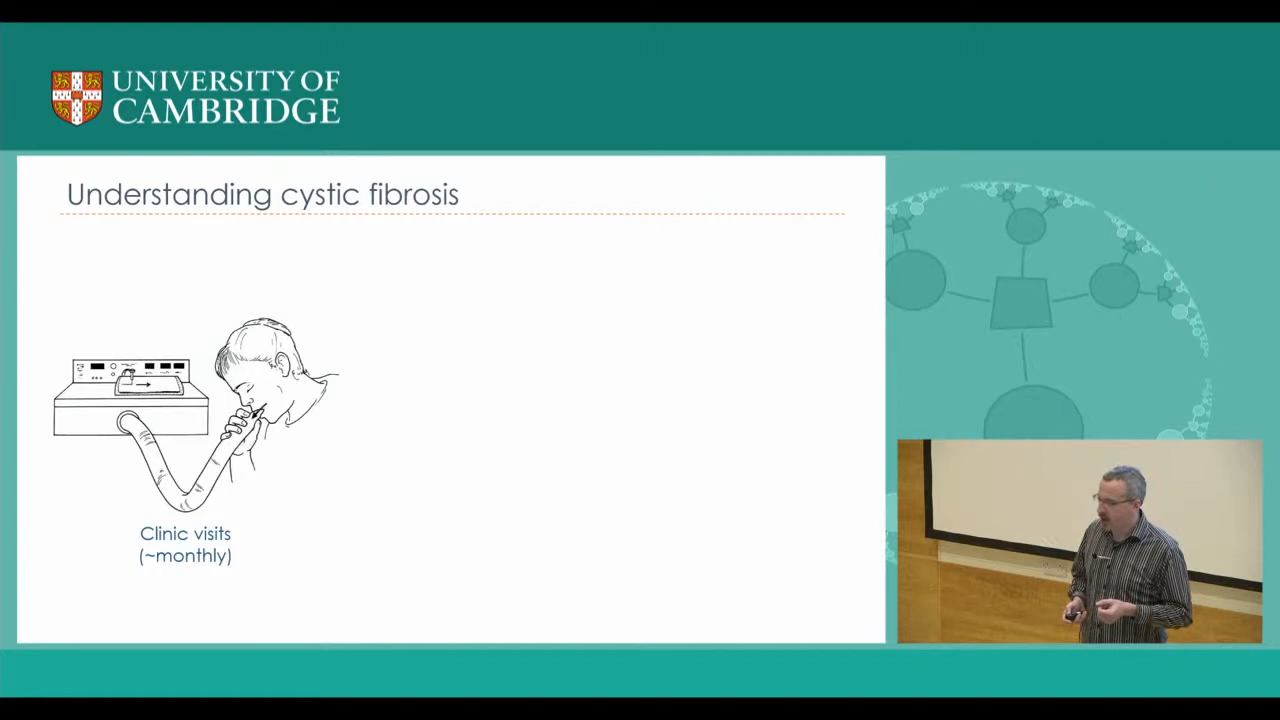 UNIVERSITY OF
CAMBRIDGE
Understanding cystic fibrosis
Clinic visits
(~monthly)